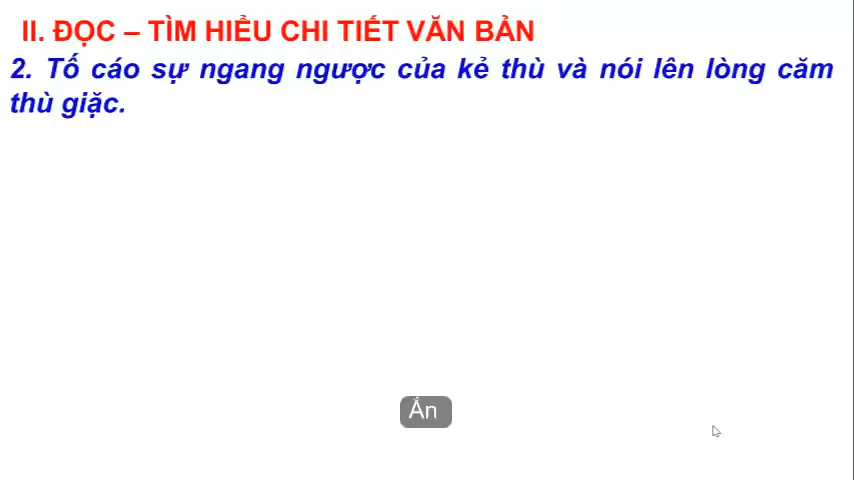 II. ĐỌC – TÌM HIỂU CHI TIẾT VĂN BẢN
2. Tố cáo sự ngang ngược của kẻ thù và nói lên lòng căm
thù giặc.
Ắn